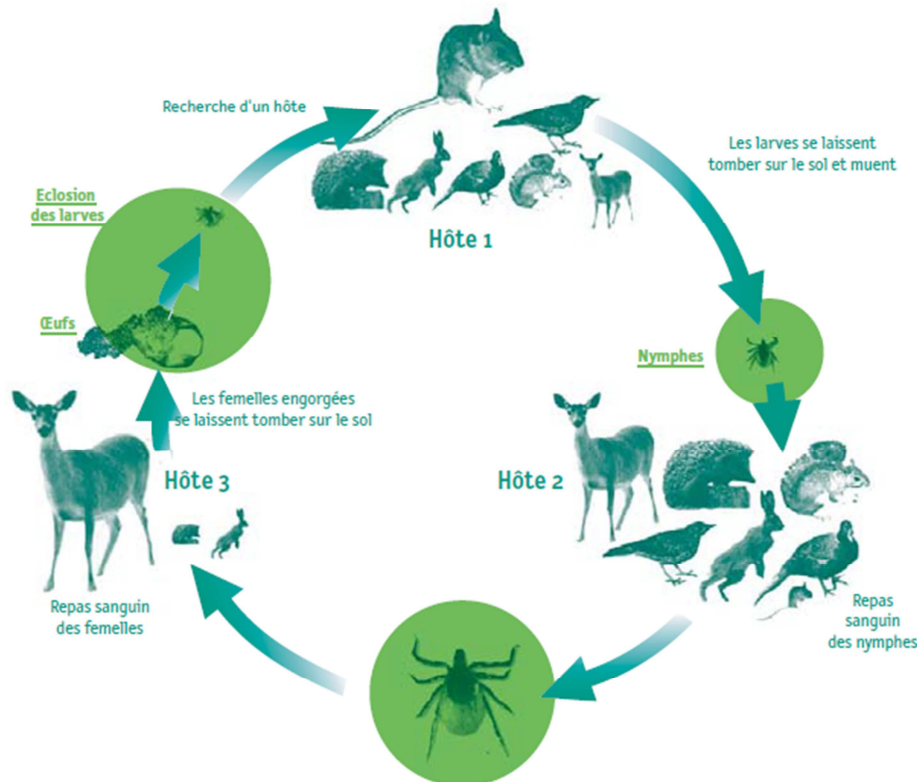 Recherche d'un hôte
Les larves se laissent
tomber sur le sol et muent
Eclosion
des larves
Hôte 1
Œufs
Nymphes
Les femelles engorgées
se laissent tomber sur le sol
Hôte 3
Hôte 2
Repas sanguin
des femelles
Repas
sanguin
des nymphes